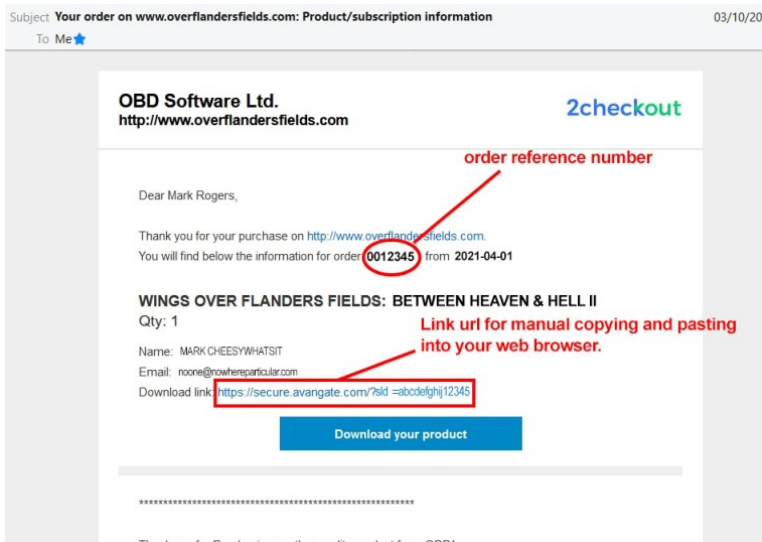 Subject Your order on www.overflandersfields.com: Product/subscription information 03/10/20
To Me
OBD Software Ltd.
http://www.overflandersfields.com
2checkout
order reference number
Dear Mark Rogers,
Thank you for your purchase on http://www.overflandersfields.com.
You will find below the information for order 0012345 from 2021-04-01
WINGS OVER FLANDERS FIELDS: BETWEEN HEAVEN & HELL II
Qty: 1
Link url for manual copying and pasting
into your web browser.
Name: MARK CHEESYWHATSIT
Email: noone@nowhereparticular.com
Download link: https://secure.avangate.com/?sld =abcdefghij12345
Download your product
*********************************************************